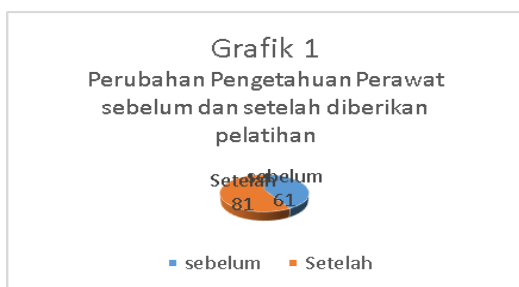 Grafik 1
Perubahan Pengetahuan Perawat
sebelum dan setelah diberikan
pelatihan
Setelah
81
sebelum
61
sebelum
Setelah